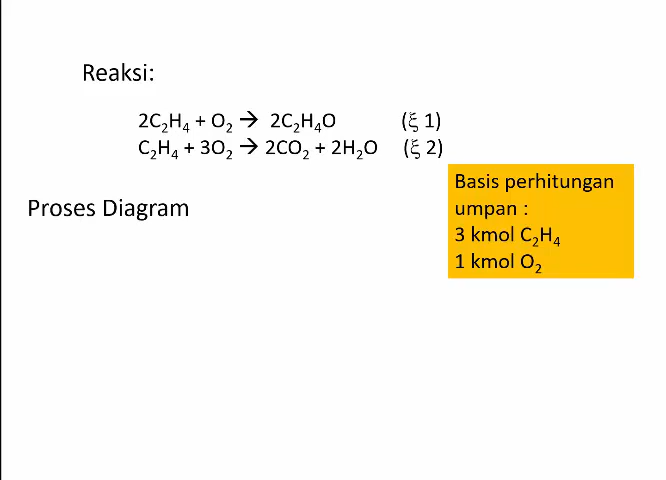 Reaksi:
2C₂H₄ + O₂ → 2C₂H₄O (ξ 1)
C₂H₄ + 3O₂ → 2CO₂ + 2H₂O (ξ 2)
Proses Diagram
Basis perhitungan
umpan :
3 kmol C₂H₄
1 kmol O₂